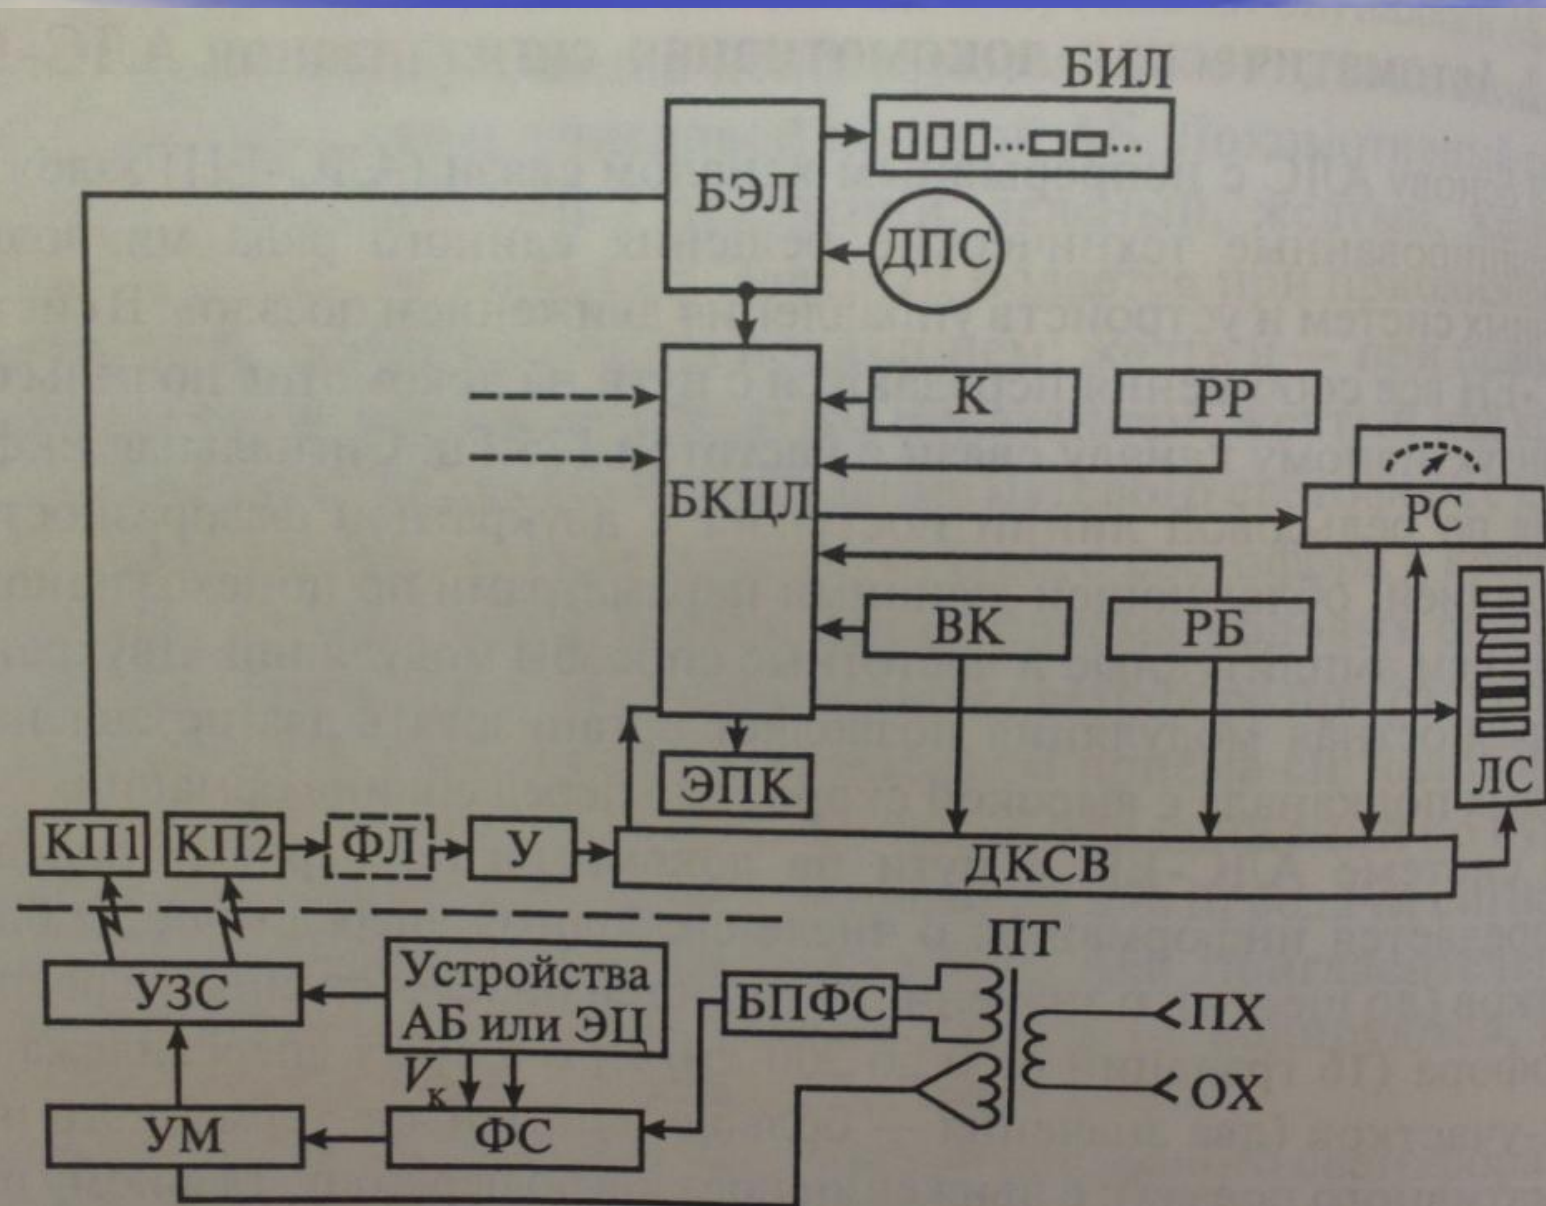 БИЛ
БЭЛ
ДПС
К
РР
БКЦЛ
РС
ВК
РБ
ЭПК
ЛС
КП1
КП2
ФЛ
У
ДКСВ
ПТ
УЗС
Устройства
АБ или ЭЦ
БПФС
ПХ
Vк
ОХ
УМ
ФС